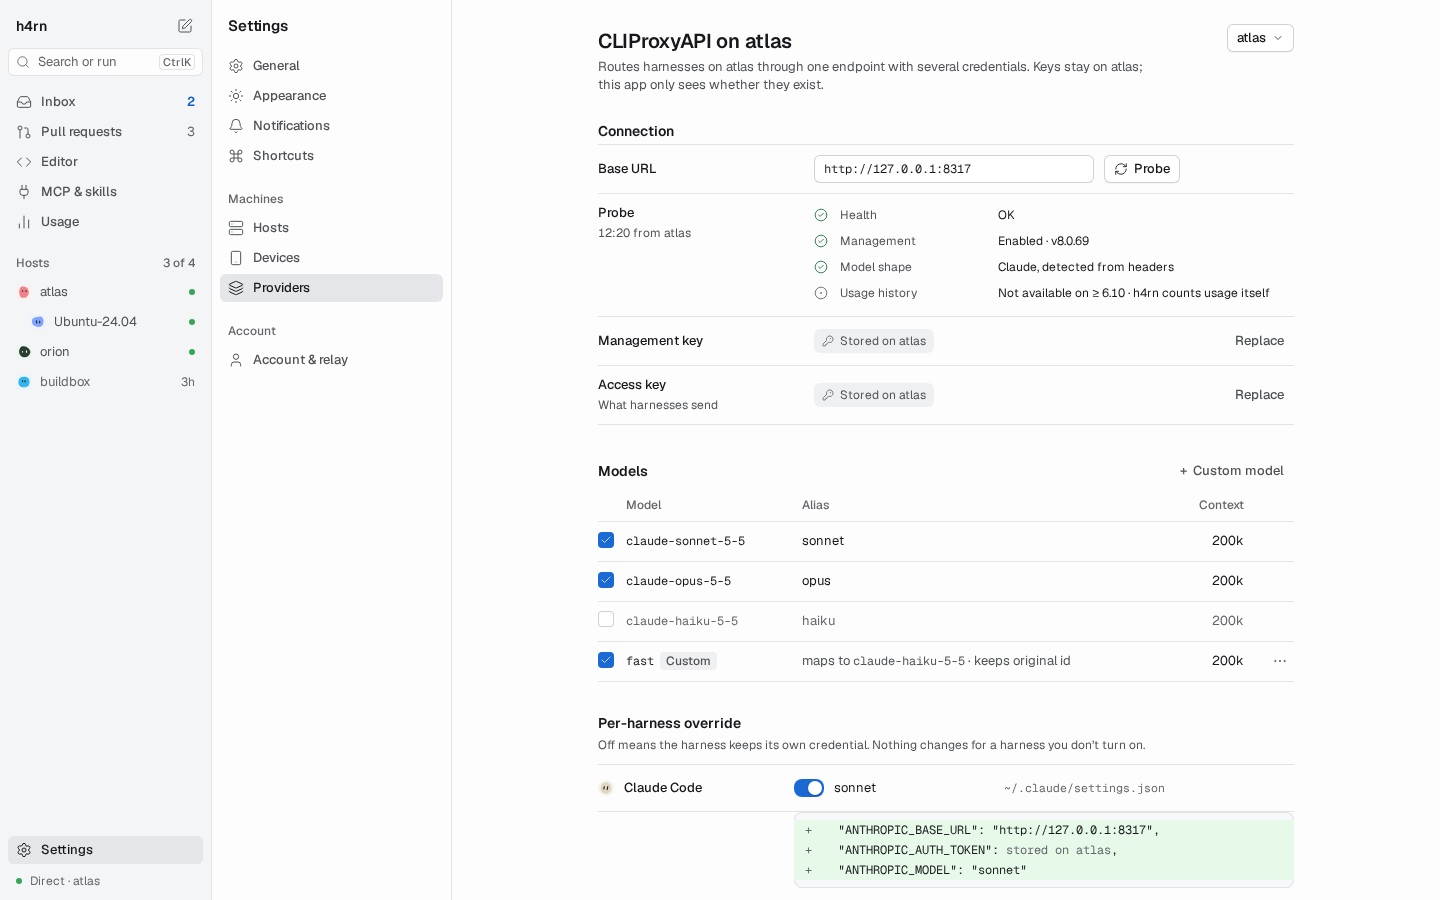 h4rn
Search or run
CtrlK
Inbox
2
Pull requests
3
Editor
MCP & skills
Usage
Hosts
3 of 4
atlas
Ubuntu-24.04
orion
buildbox
3h
Settings
Direct · atlas
Settings
General
Appearance
Notifications
Shortcuts
Machines
Hosts
Devices
Providers
Account
Account & relay
CLIProxyAPI on atlas
atlas
Routes harnesses on atlas through one endpoint with several credentials. Keys stay on atlas;
this app only sees whether they exist.
Connection
Base URL
http://127.0.0.1:8317
Probe
Probe
12:20 from atlas
Health
OK
Management
Enabled · v8.0.69
Model shape
Claude, detected from headers
Usage history
Not available on ≥ 6.10 · h4rn counts usage itself
Management key
Stored on atlas
Replace
Access key
What harnesses send
Stored on atlas
Replace
Models
+ Custom model
Model
Alias
Context
claude-sonnet-5-5
sonnet
200k
claude-opus-5-5
opus
200k
claude-haiku-5-5
haiku
200k
fast
Custom
maps to claude-haiku-5-5 · keeps original id
200k
Per-harness override
Off means the harness keeps its own credential. Nothing changes for a harness you don't turn on.
Claude Code
sonnet
~/.claude/settings.json
+ "ANTHROPIC_BASE_URL": "http://127.0.0.1:8317",
+ "ANTHROPIC_AUTH_TOKEN": stored on atlas,
+ "ANTHROPIC_MODEL": "sonnet"